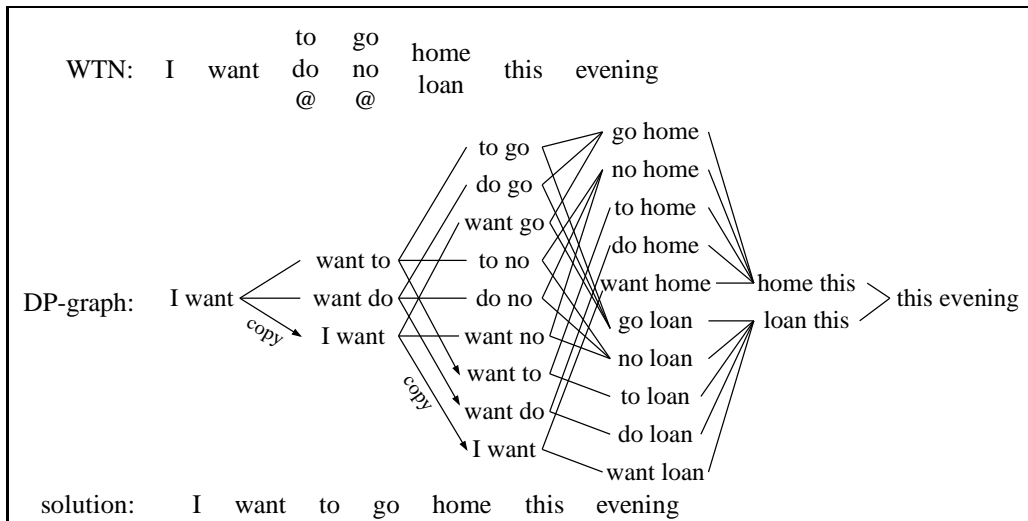 to go
home
WTN: I want do no this evening
loan
@ @
go home
to go
no home
do go
to home
want go
do home
want to to no
want home home this
DP-graph: I want want do do no this evening
go loan loan this
copy I want want no
no loan
want to
to loan
copy
want do
do loan
I want
want loan
solution: I want to go home this evening